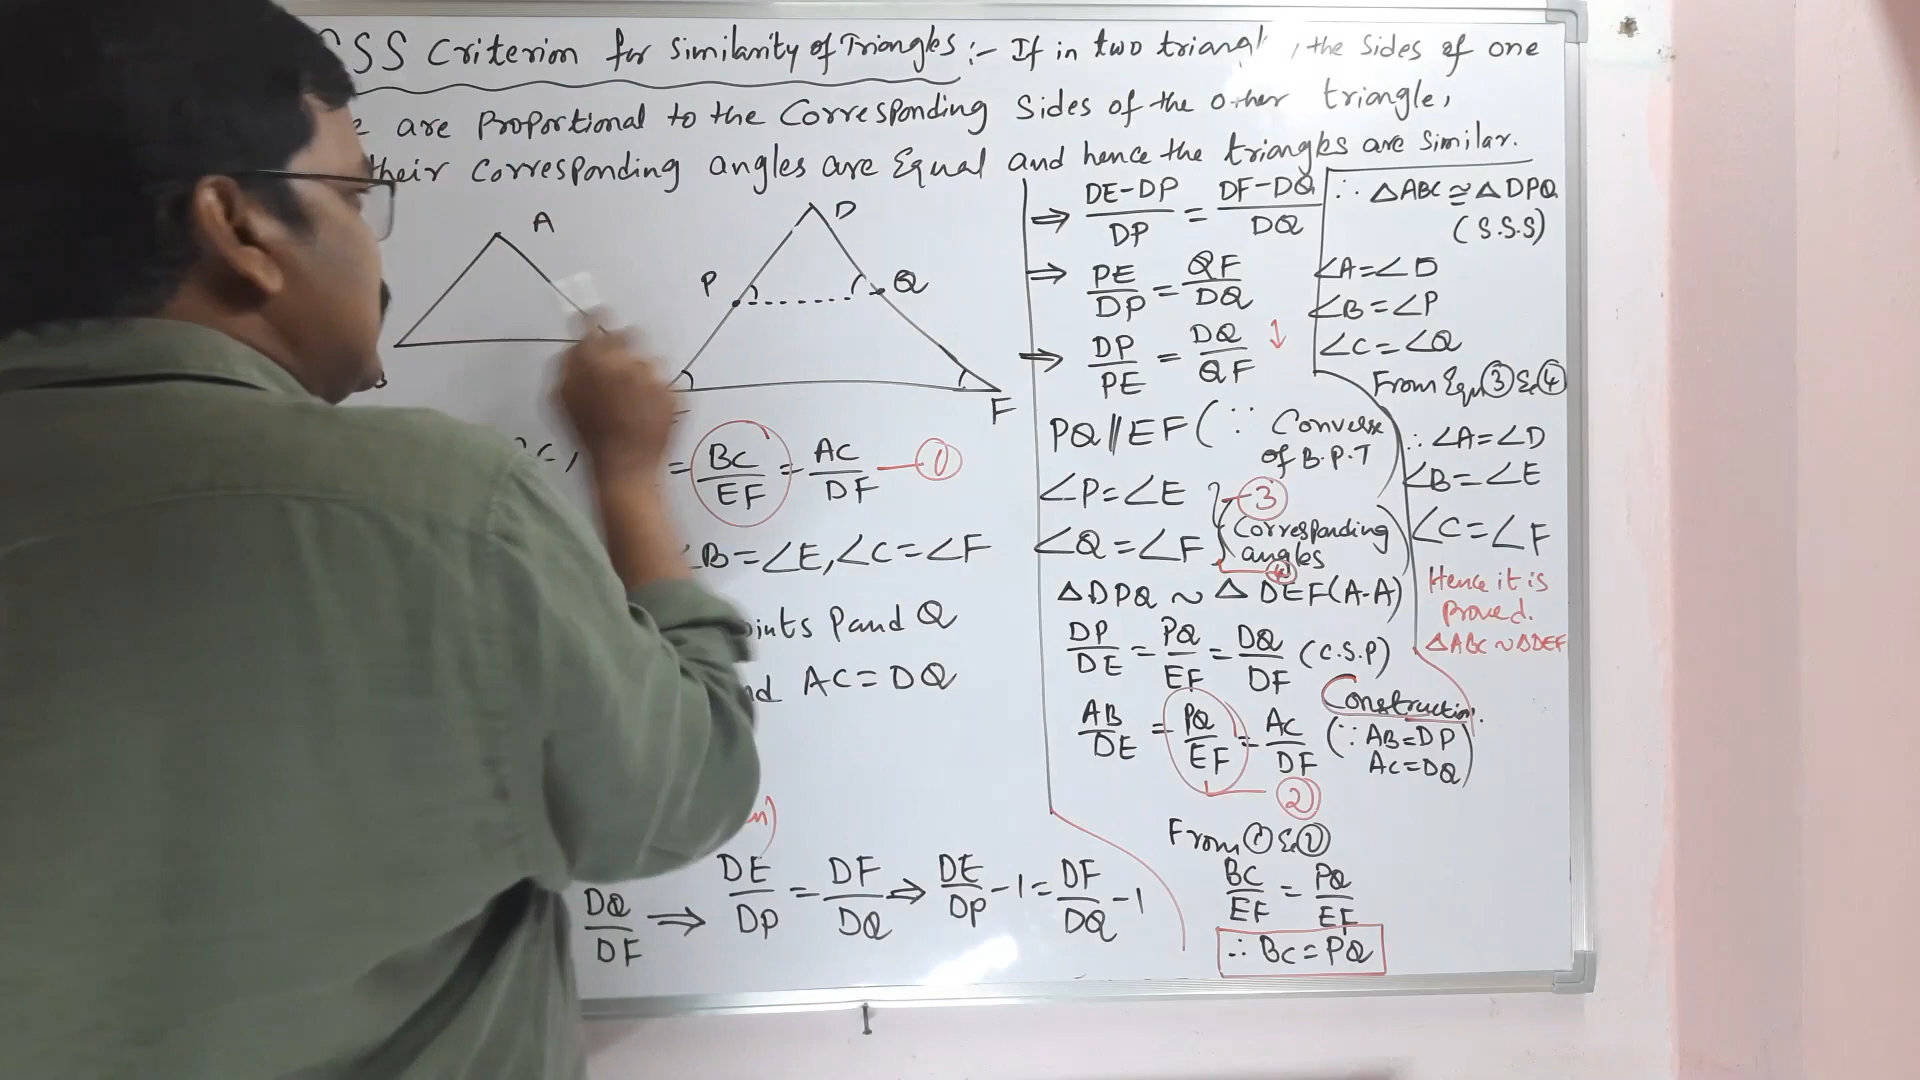 SSS Criterion for Similarity of Triangles :- If in two triangl , the Sides of one
are Proportional to the Corresponding Sides of the other triangle,
their Corresponding angles are Equal and hence the triangles are Similar.
A
D
P
Q
F
BC/EF = AC/DF — ①
∠B=∠E, ∠C=∠F
P and Q
AC = DQ
DQ/DF ⇒ DE/DP = DF/DQ ⇒ DE/DP - 1 = DF/DQ - 1
⇒ DE-DP/DP = DF-DQ/DQ
⇒ PE/DP = QF/DQ
⇒ DP/PE = DQ/QF ↓
PQ ∥ EF (∵ Converse
of B.P.T)
∠P=∠E } ③
∠Q=∠F (Corresponding
angles) ④
△DPQ ~ △DEF (A-A)
DP/DE = PQ/EF = DQ/DF (C.S.P)
Construction.
AB/DE = PQ/EF = AC/DF (∵ AB=DP
AC=DQ)
②
From ① & ②
BC/EF = PQ/EF
∴ BC = PQ
∴ △ABC ≅ △DPQ
(S.S.S)
∠A=∠D
∠B=∠P
∠C=∠Q
From Equ ③ & ④
∴ ∠A=∠D
∠B=∠E
∠C=∠F
Hence it is
Proved.
△ABC ~ △DEF